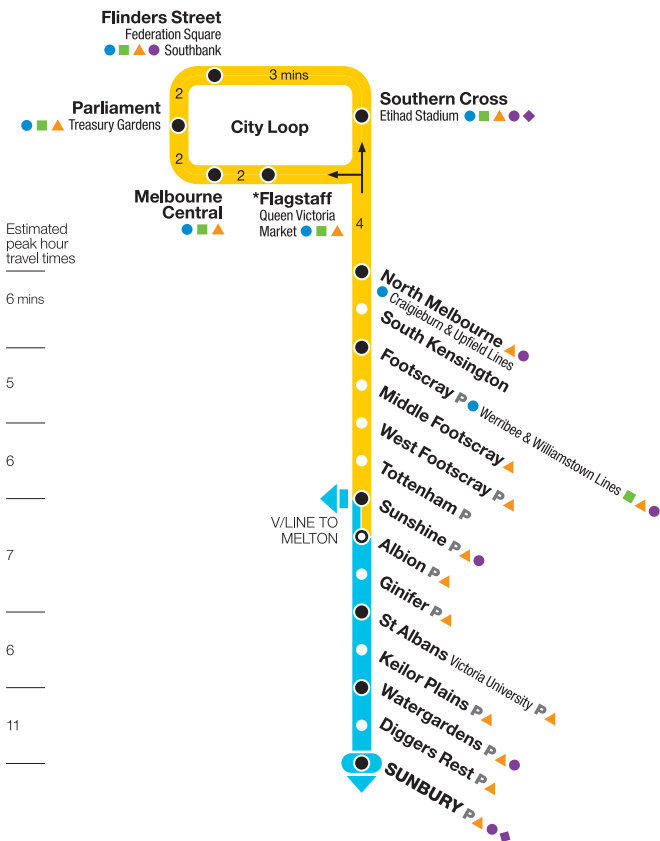 Flinders Street
Federation Square
Southbank
3 mins
2
Parliament
Treasury Gardens
City Loop
Southern Cross
Etihad Stadium
2
2
Melbourne
Central
*Flagstaff
Queen Victoria
Market
4
Estimated
peak hour
travel times
6 mins
5
6
7
6
11
North Melbourne
Craigieburn & Upfield Lines
South Kensington
Footscray P Werribee & Williamstown Lines
Middle Footscray
West Footscray P
Tottenham P
V/LINE TO
MELTON
Sunshine P
Albion P
Ginifer P
St Albans Victoria University P
Keilor Plains P
Watergardens P
Diggers Rest P
SUNBURY P